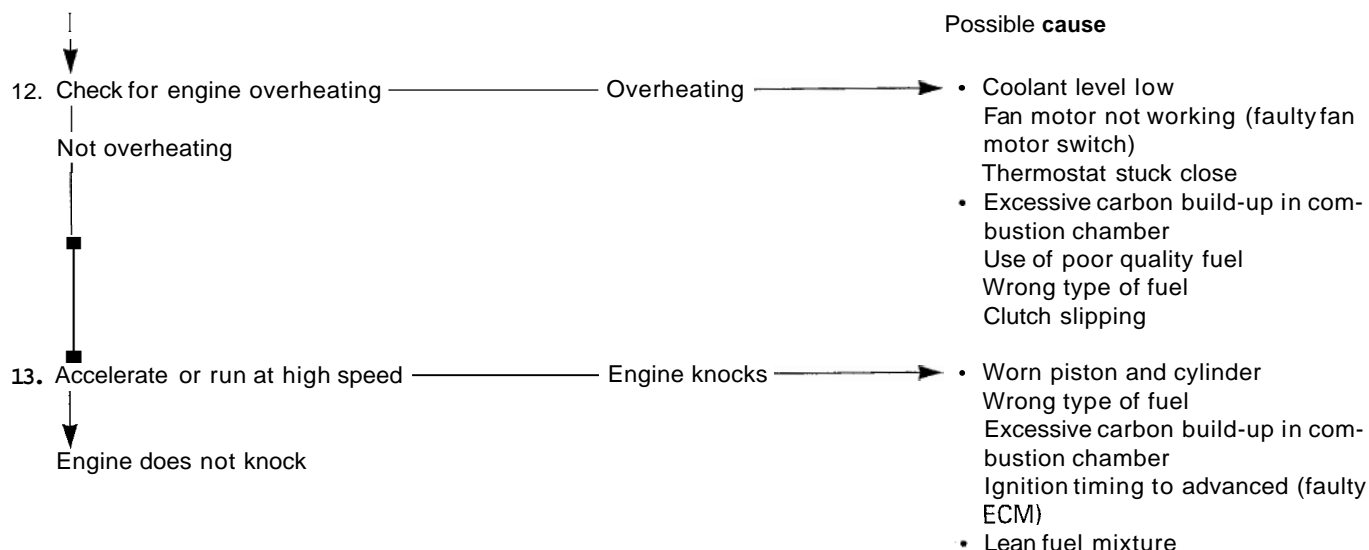 Possible cause
12. Check for engine overheating Overheating • Coolant level low
Fan motor not working (faulty fan
motor switch)
Not overheating
Thermostat stuck close
• Excessive carbon build-up in com-
bustion chamber
Use of poor quality fuel
Wrong type of fuel
Clutch slipping
13. Accelerate or run at high speed Engine knocks • Worn piston and cylinder
Wrong type of fuel
Excessive carbon build-up in com-
bustion chamber
Engine does not knock
Ignition timing to advanced (faulty
ECM)
• Lean fuel mixture